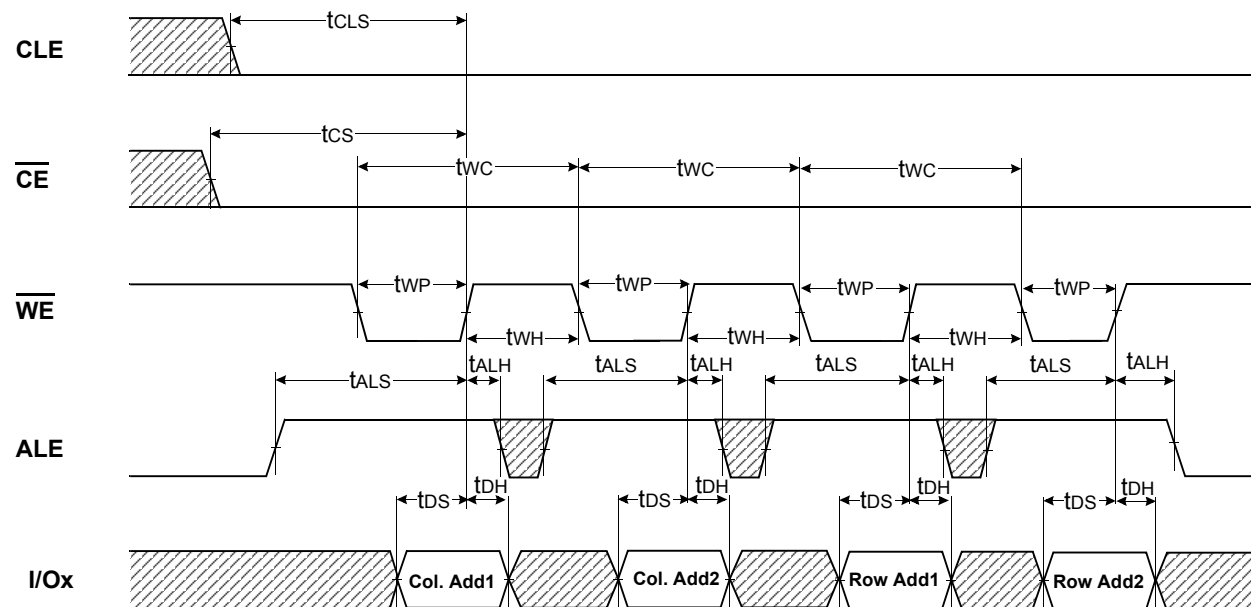 CLE
tCLS
CE
tCS
tWC
tWC
tWC
WE
tWP
tWP
tWP
tWP
tWH
tWH
tWH
ALE
tALS
tALH
tALS
tALH
tALS
tALH
tALS
tALH
tDS
tDH
tDS
tDH
tDS
tDH
tDS
tDH
I/Ox
Col. Add1
Col. Add2
Row Add1
Row Add2